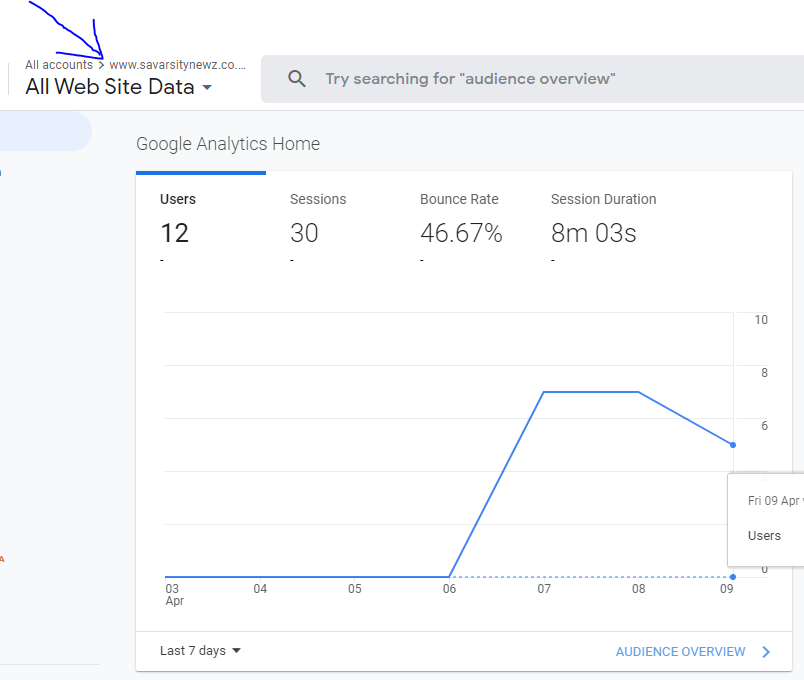 All accounts > www.savarsitynewz.co....
All Web Site Data
Try searching for "audience overview"
Google Analytics Home
Users Sessions Bounce Rate Session Duration
12 30 46.67% 8m 03s
10
8
6
Fri 09 Apr
Users
0
03 04 05 06 07 08 09
Apr
Last 7 days
AUDIENCE OVERVIEW